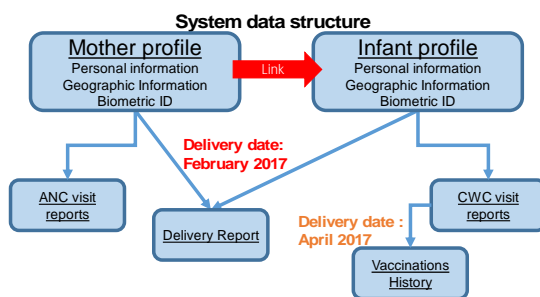 System data structure
Mother profile
Personal information
Geographic Information
Biometric ID
Link
Infant profile
Personal information
Geographic Information
Biometric ID
Delivery date:
February 2017
ANC visit
reports
Delivery Report
CWC visit
reports
Delivery date :
April 2017
Vaccinations
History